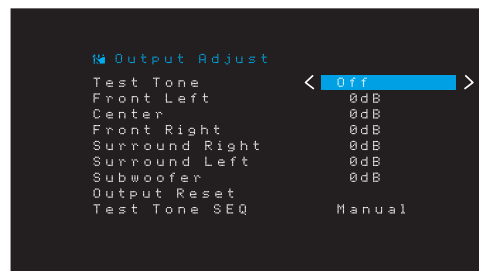 Output Adjust
Test Tone < Off >
Front Left 0dB
Center 0dB
Front Right 0dB
Surround Right 0dB
Surround Left 0dB
Subwoofer 0dB
Output Reset
Test Tone SEQ Manual